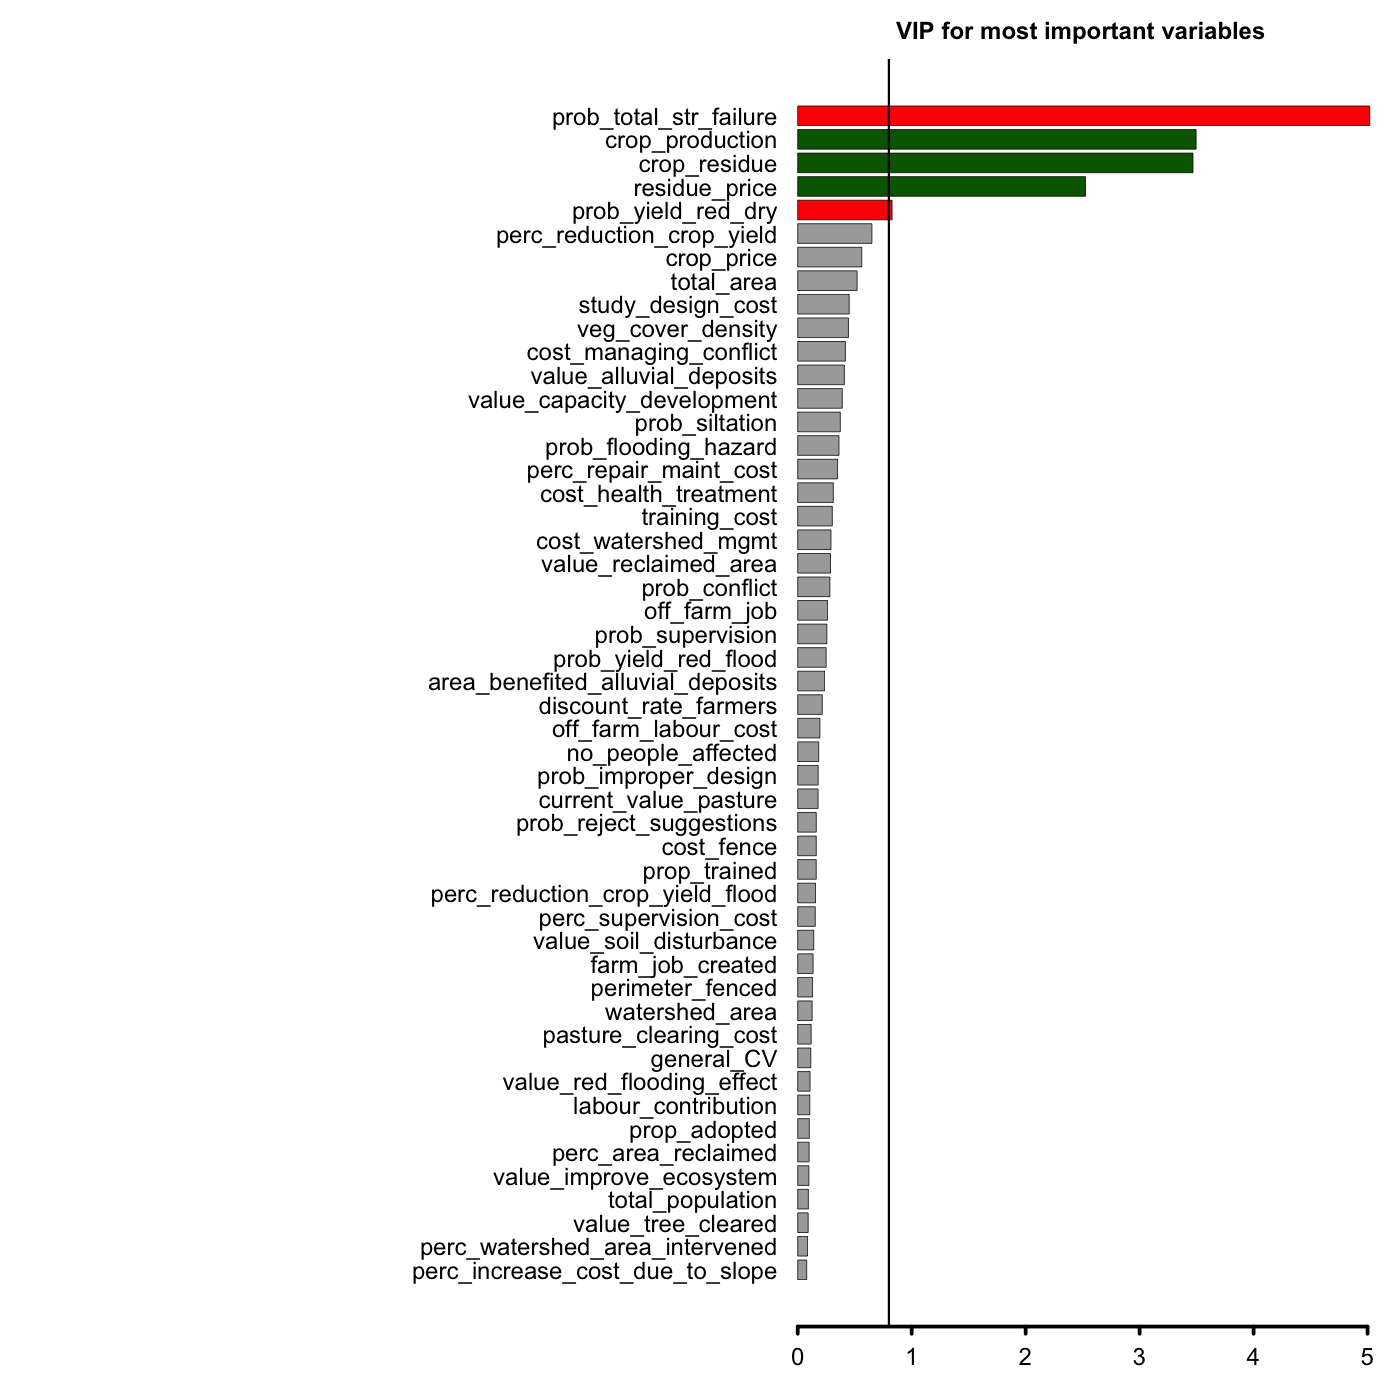 VIP for most important variables
prob_total_str_failure
crop_production
crop_residue
residue_price
prob_yield_red_dry
perc_reduction_crop_yield
crop_price
total_area
study_design_cost
veg_cover_density
cost_managing_conflict
value_alluvial_deposits
value_capacity_development
prob_siltation
prob_flooding_hazard
perc_repair_maint_cost
cost_health_treatment
training_cost
cost_watershed_mgmt
value_reclaimed_area
prob_conflict
off_farm_job
prob_supervision
prob_yield_red_flood
area_benefited_alluvial_deposits
discount_rate_farmers
off_farm_labour_cost
no_people_affected
prob_improper_design
current_value_pasture
prob_reject_suggestions
cost_fence
prop_trained
perc_reduction_crop_yield_flood
perc_supervision_cost
value_soil_disturbance
farm_job_created
perimeter_fenced
watershed_area
pasture_clearing_cost
general_CV
value_red_flooding_effect
labour_contribution
prop_adopted
perc_area_reclaimed
value_improve_ecosystem
total_population
value_tree_cleared
perc_watershed_area_intervened
perc_increase_cost_due_to_slope
0 1 2 3 4 5